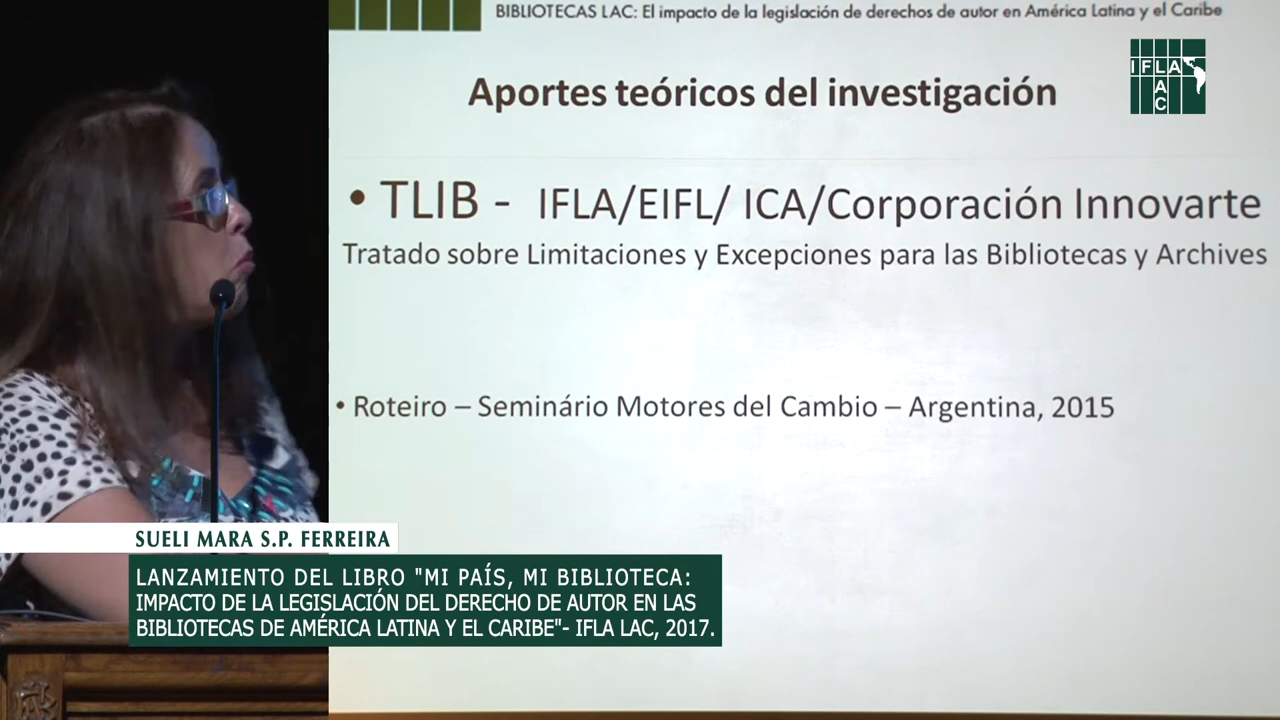 BIBLIOTECAS LAC: El impacto de la legislación de derechos de autor en América Latina y el Caribe
IFLA
LAC
Aportes teóricos del investigación
• TLIB - IFLA/EIFL/ ICA/Corporación Innovarte
Tratado sobre Limitaciones y Excepciones para las Bibliotecas y Archives
• Roteiro – Seminário Motores del Cambio – Argentina, 2015
SUELI MARA S.P. FERREIRA
LANZAMIENTO DEL LIBRO "MI PAÍS, MI BIBLIOTECA:
IMPACTO DE LA LEGISLACIÓN DEL DERECHO DE AUTOR EN LAS
BIBLIOTECAS DE AMÉRICA LATINA Y EL CARIBE"- IFLA LAC, 2017.